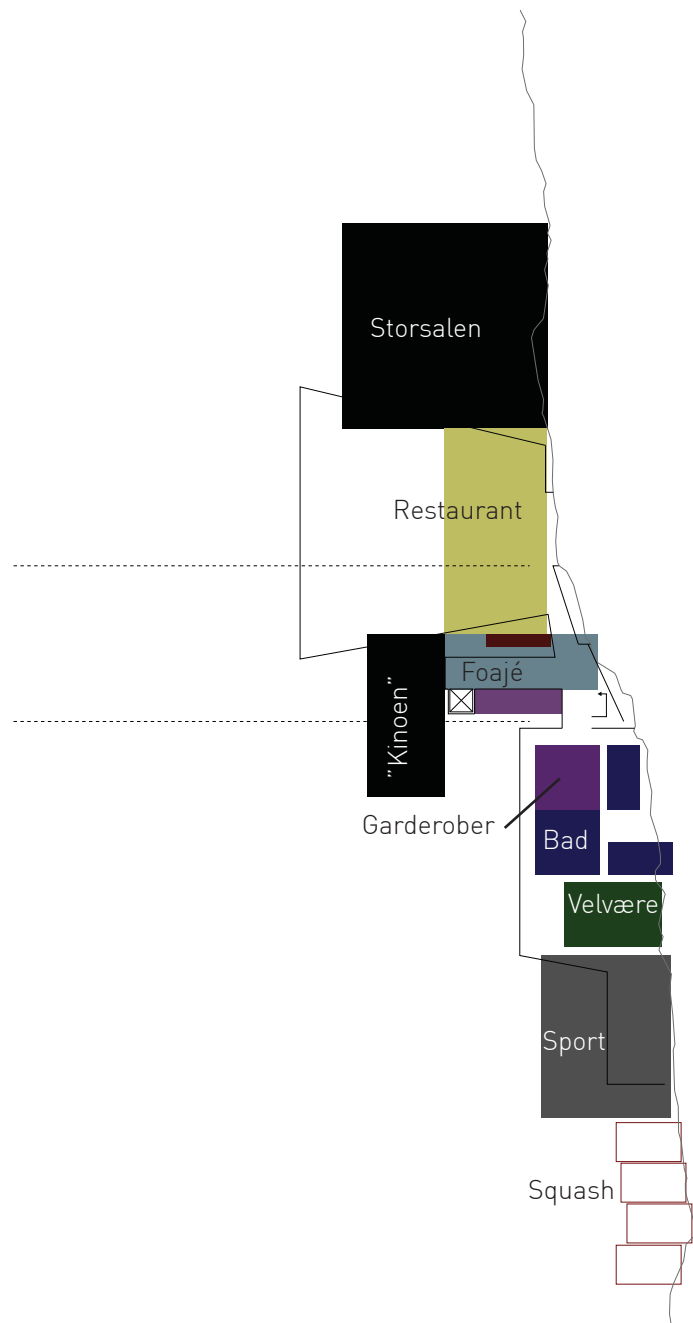 Storsalen
Restaurant
Foajé
"Kinoen"
Garderober
Bad
Velvære
Sport
Squash